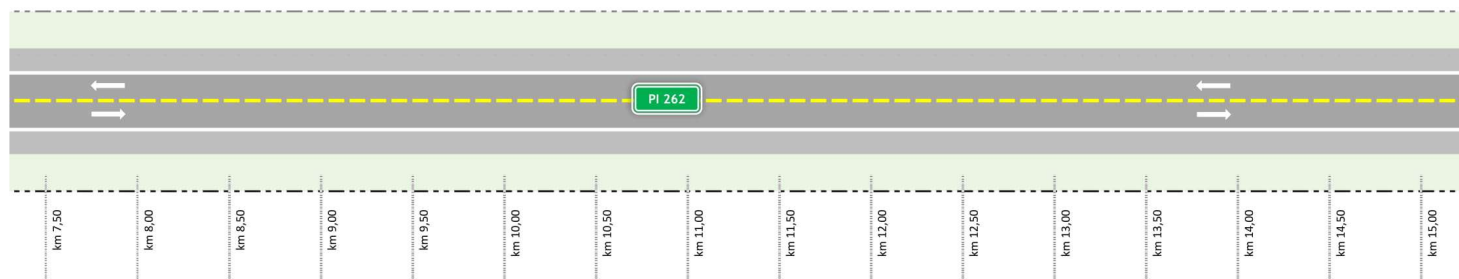 PI 262
km 7,50
km 8,00
km 8,50
km 9,00
km 9,50
km 10,00
km 10,50
km 11,00
km 11,50
km 12,00
km 12,50
km 13,00
km 13,50
km 14,00
km 14,50
km 15,00